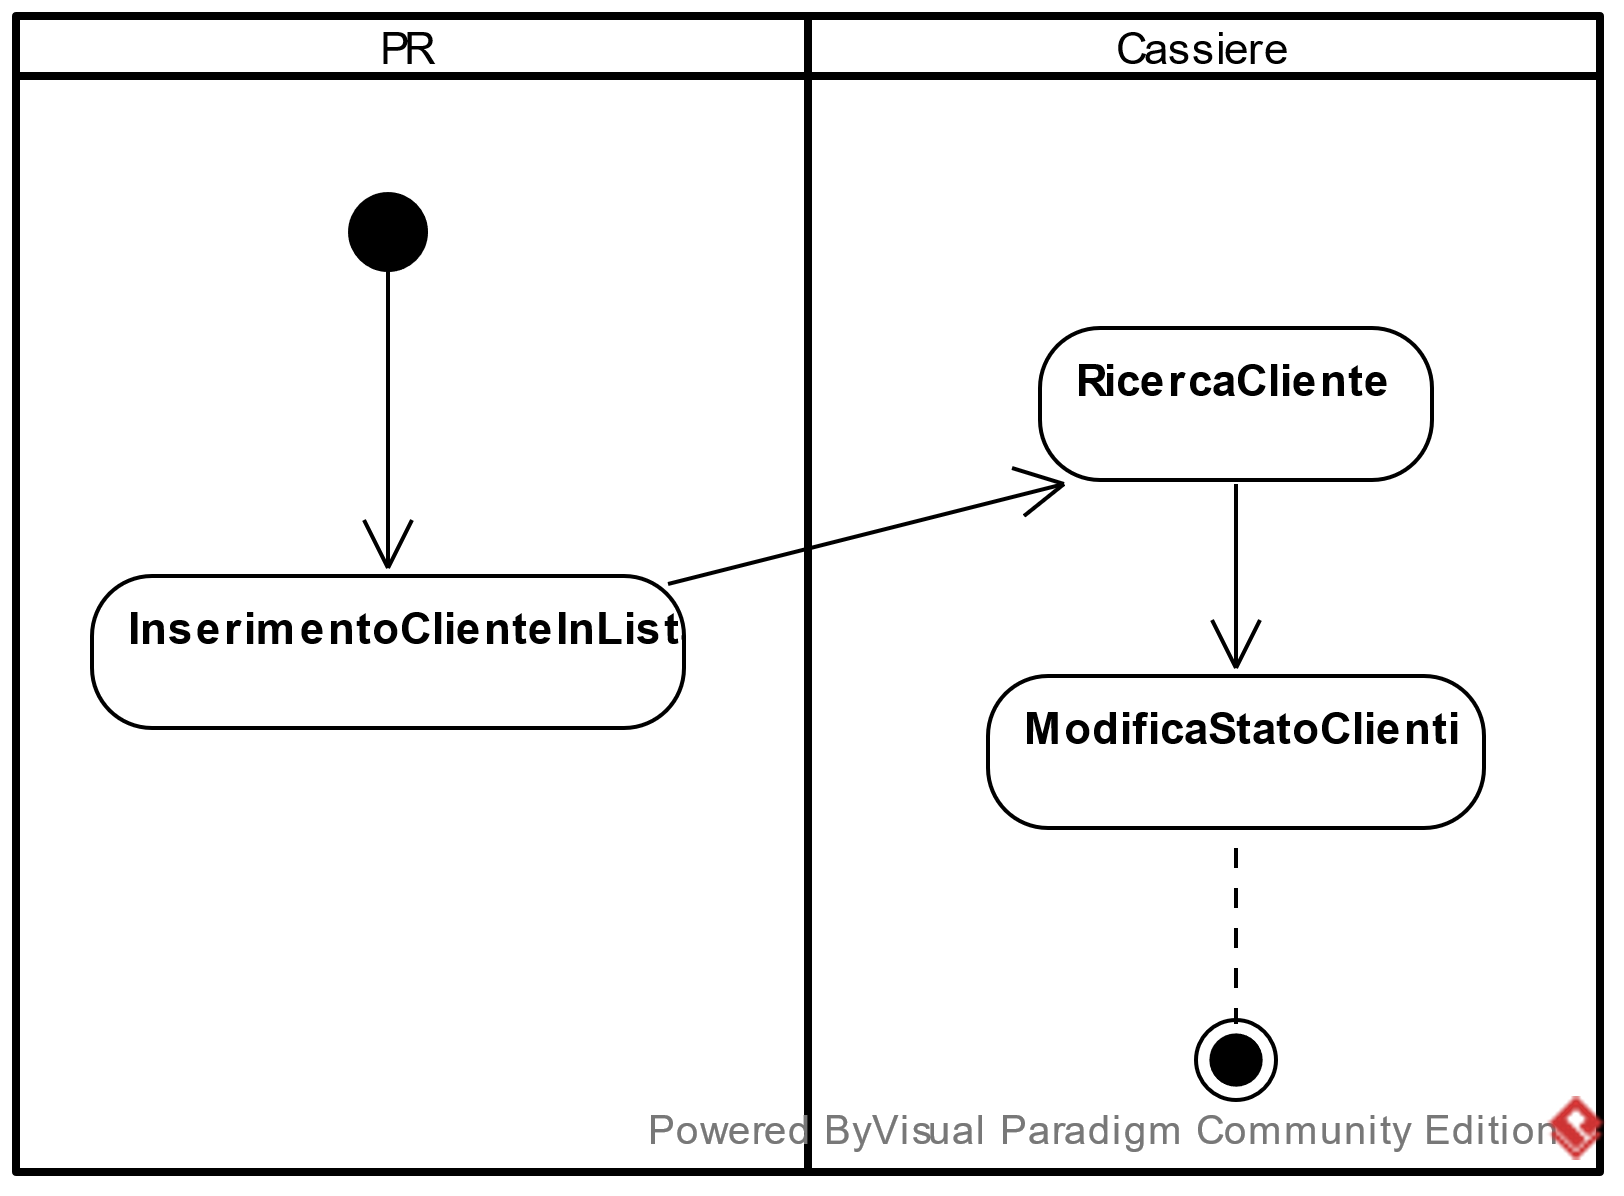 PR
Cassiere
RicercaCliente
InserimentoClienteInList
ModificaStatoClienti
Powered ByVisual Paradigm Community Edition